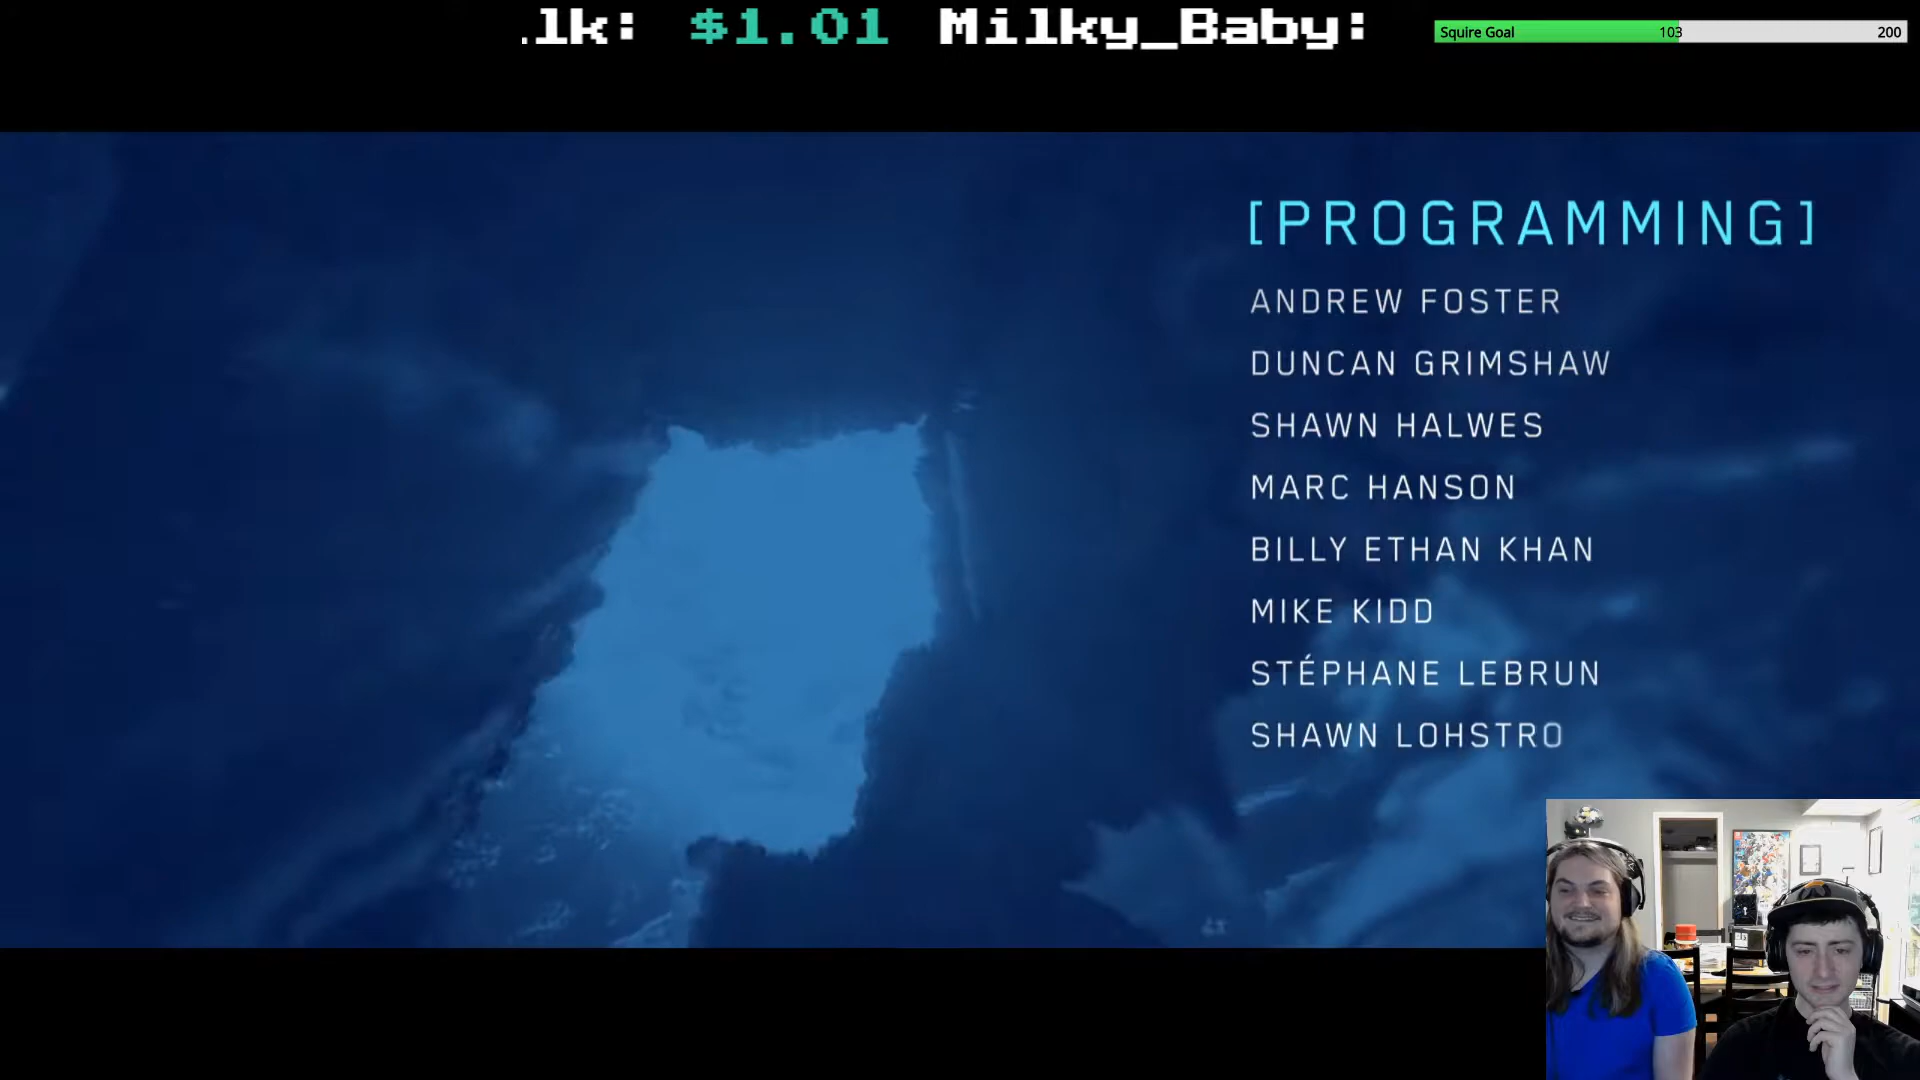 .lk: $1.01 Milky_Baby:
Squire Goal 103 200
[PROGRAMMING]
ANDREW FOSTER
DUNCAN GRIMSHAW
SHAWN HALWES
MARC HANSON
BILLY ETHAN KHAN
MIKE KIDD
STÉPHANE LEBRUN
SHAWN LOHSTRO